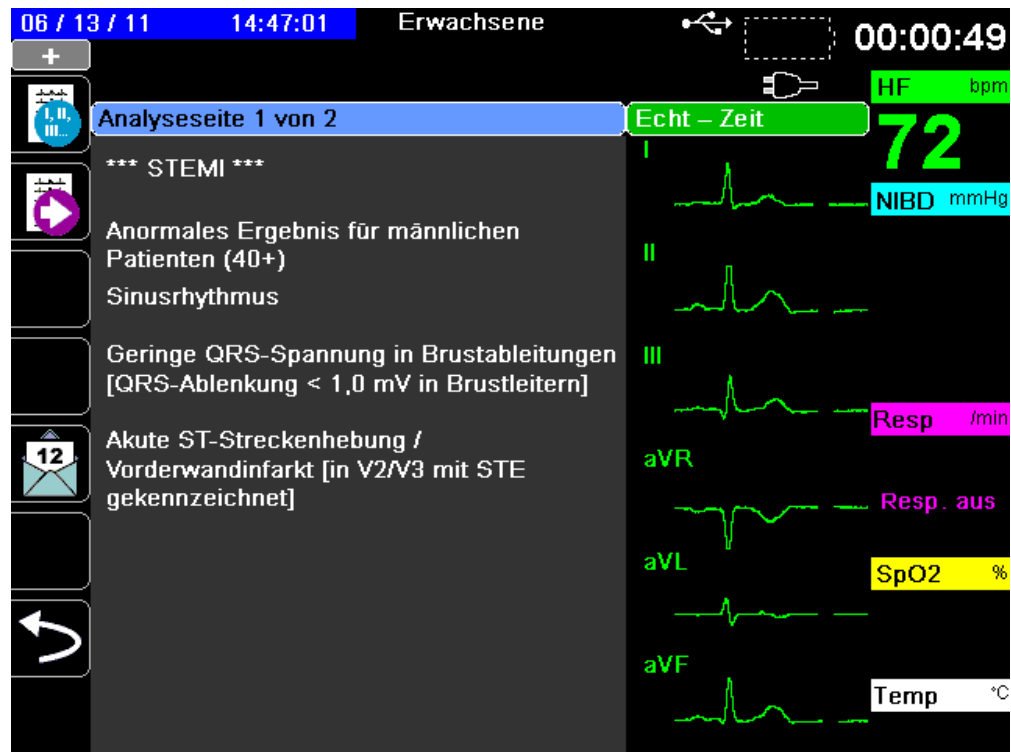 06 / 13 / 11 14:47:01 Erwachsene 00:00:49
+
I, II,
III...
12
Analyseseite 1 von 2
*** STEMI ***
Anormales Ergebnis für männlichen
Patienten (40+)
Sinusrhythmus
Geringe QRS-Spannung in Brustableitungen
[QRS-Ablenkung < 1,0 mV in Brustleitern]
Akute ST-Streckenhebung /
Vorderwandinfarkt [in V2/V3 mit STE
gekennzeichnet]
Echt – Zeit
I
II
III
aVR
aVL
aVF
HF bpm
72
NIBD mmHg
Resp /min
Resp. aus
SpO2 %
Temp °C